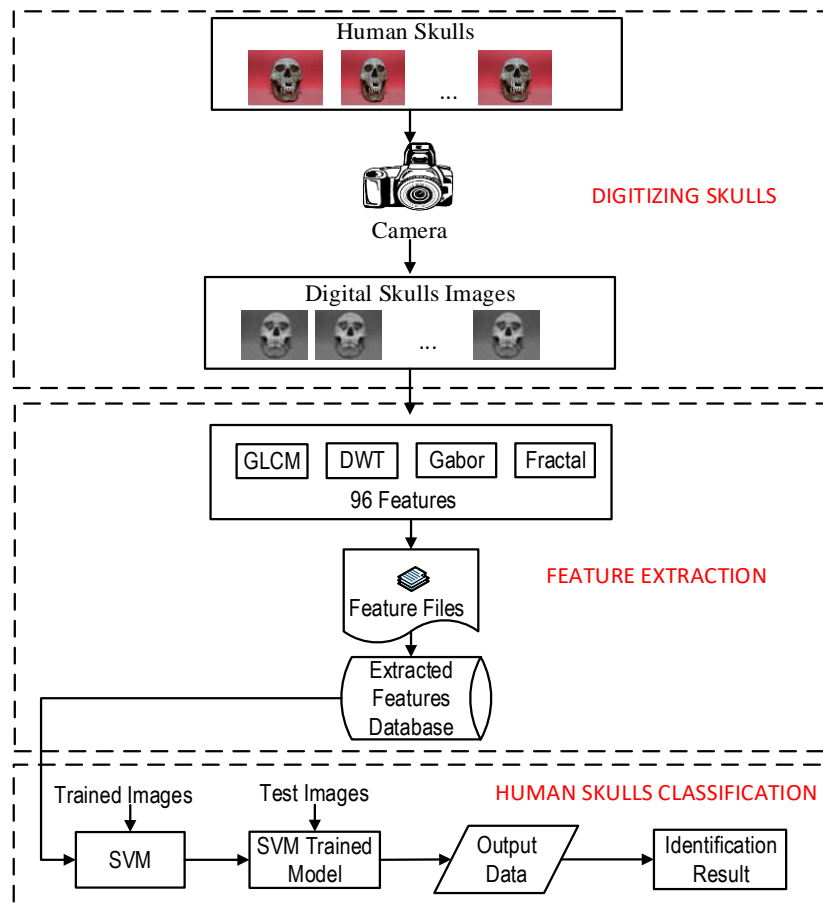 Human Skulls
...
DIGITIZING SKULLS
Camera
Digital Skulls Images
...
GLCM DWT Gabor Fractal
96 Features
FEATURE EXTRACTION
Feature Files
Extracted
Features
Database
HUMAN SKULLS CLASSIFICATION
Trained Images
Test Images
SVM
SVM Trained
Model
Output
Data
Identification
Result